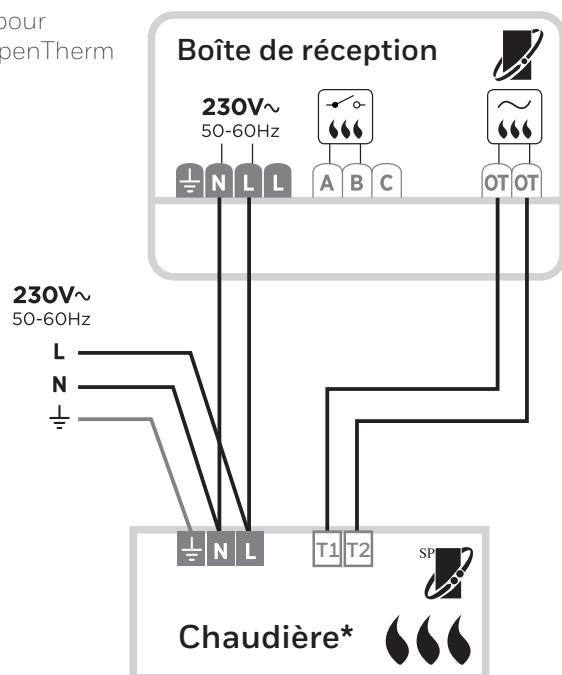 pour
penTherm
Boîte de réception
230V~
50-60Hz
N L L
A B C
OT OT
230V~
50-60Hz
L
N
N L
T1 T2
SP
Chaudière*